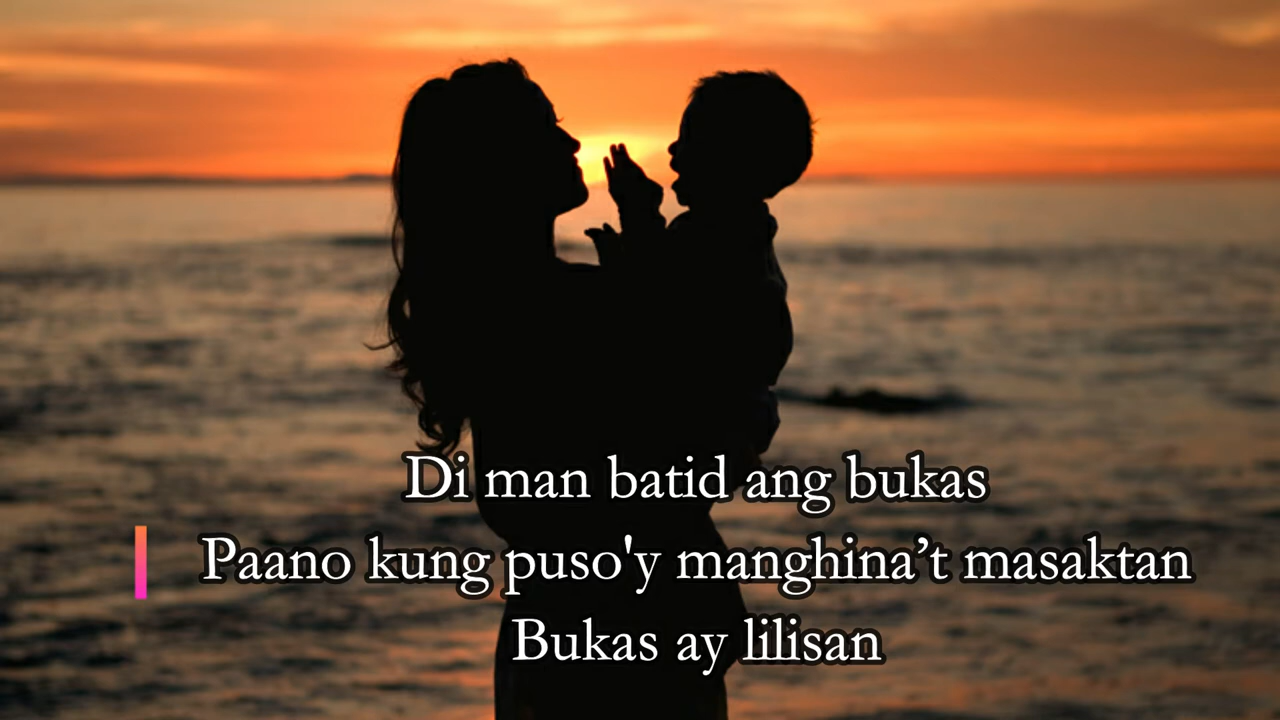 Di man batid ang bukas
Paano kung puso'y manghina’t masaktan
Bukas ay lilisan